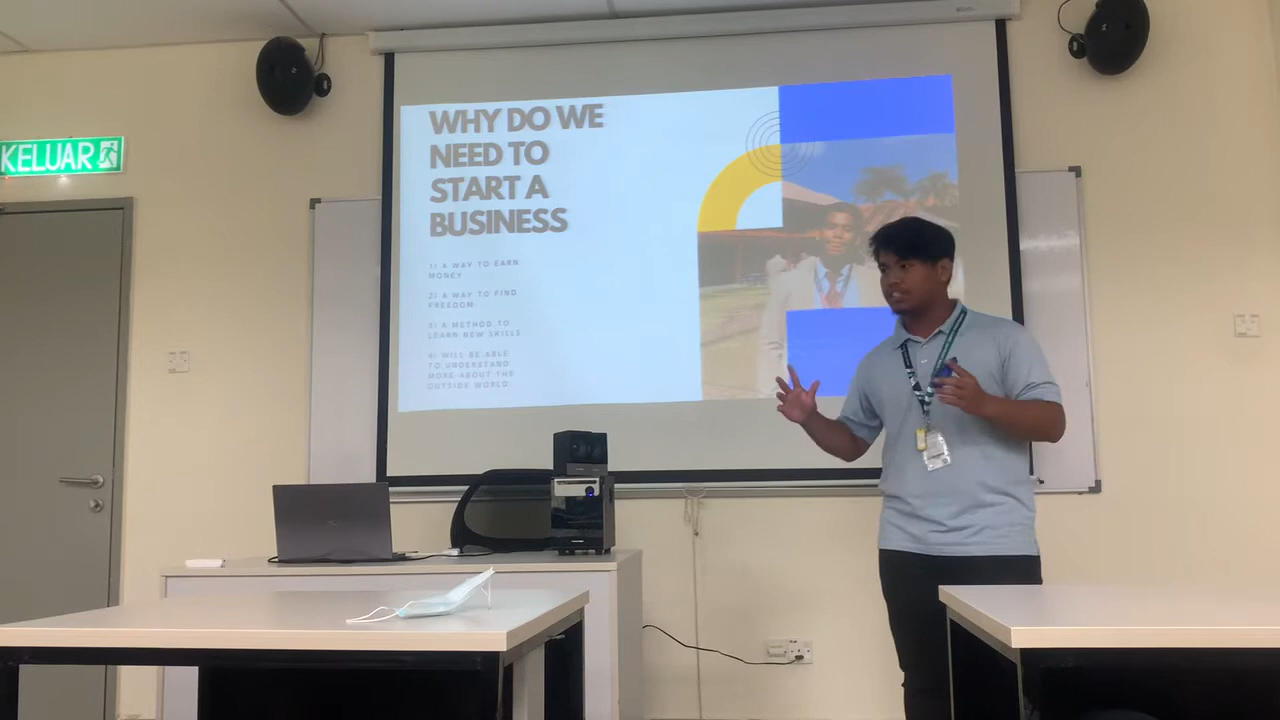 KELUAR
WHY DO WE
NEED TO
START A
BUSINESS
1) A WAY TO EARN
MONEY
2) A WAY TO FIND
FREEDOM
3) A METHOD TO
LEARN NEW SKILLS
4) WILL BE ABLE
TO UNDERSTAND
MORE ABOUT THE
OUTSIDE WORLD